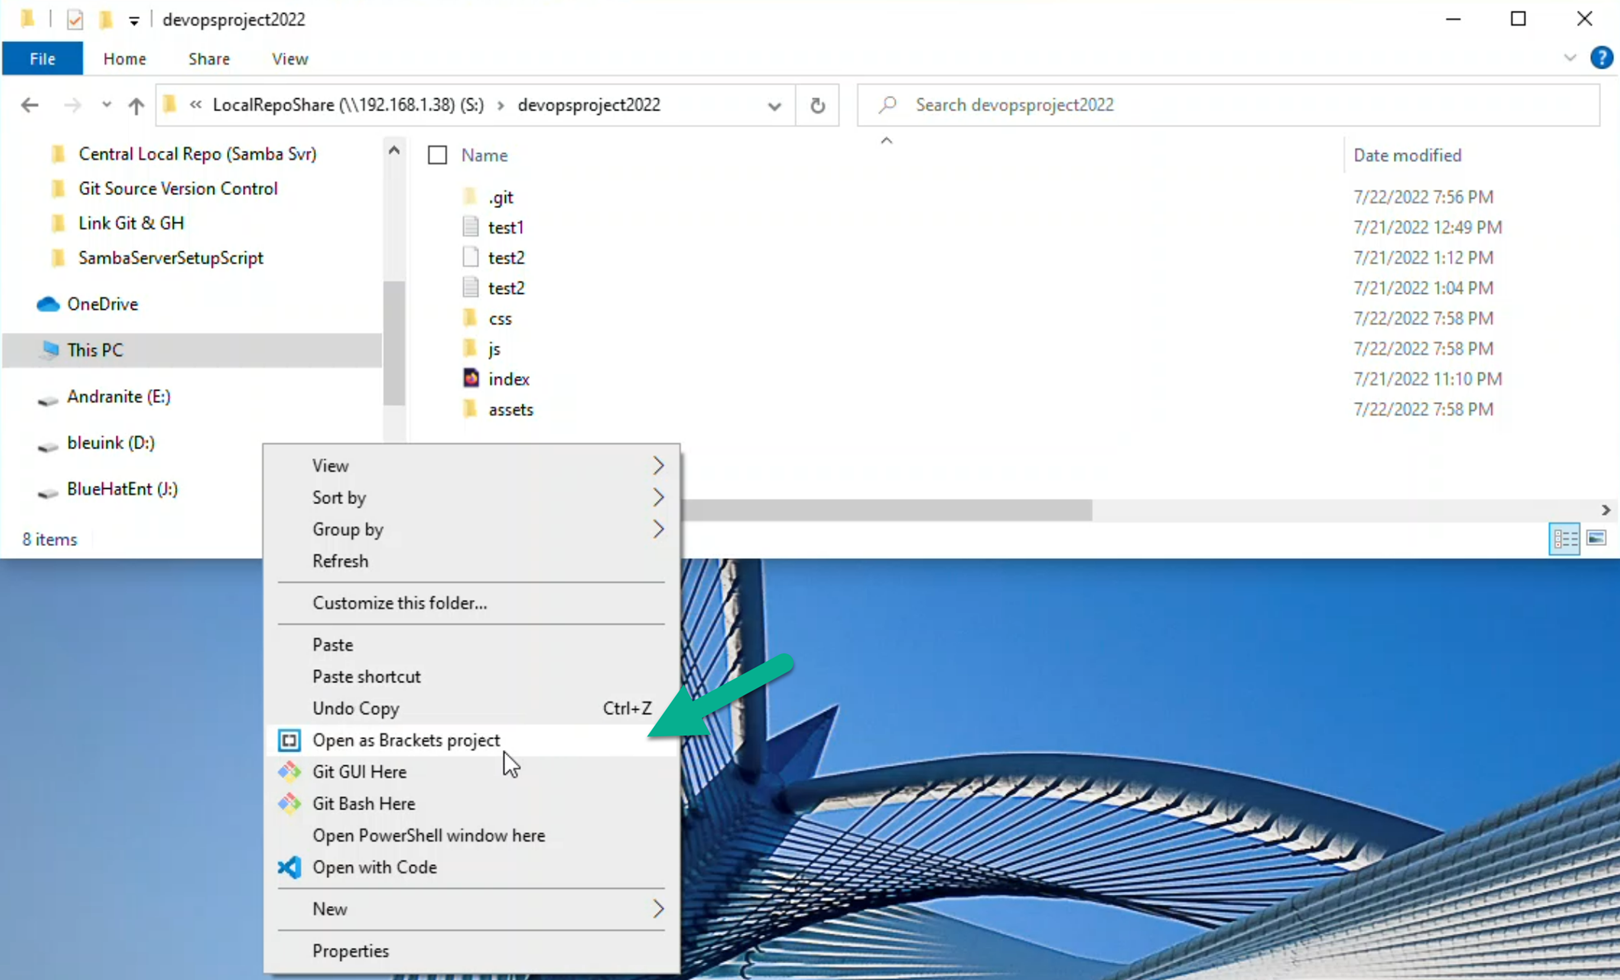 devopsproject2022
File Home Share View
?
« LocalRepoShare (\\192.168.1.38) (S:) > devopsproject2022
Search devopsproject2022
Central Local Repo (Samba Svr)
Git Source Version Control
Link Git & GH
SambaServerSetupScript
OneDrive
This PC
Andranite (E:)
bleuink (D:)
BlueHatEnt (J:)
8 items
Name Date modified
.git 7/22/2022 7:56 PM
test1 7/21/2022 12:49 PM
test2 7/21/2022 1:12 PM
test2 7/21/2022 1:04 PM
css 7/22/2022 7:58 PM
js 7/22/2022 7:58 PM
index 7/21/2022 11:10 PM
assets 7/22/2022 7:58 PM
View
Sort by
Group by
Refresh
Customize this folder...
Paste
Paste shortcut
Undo Copy Ctrl+Z
Open as Brackets project
Git GUI Here
Git Bash Here
Open PowerShell window here
Open with Code
New
Properties